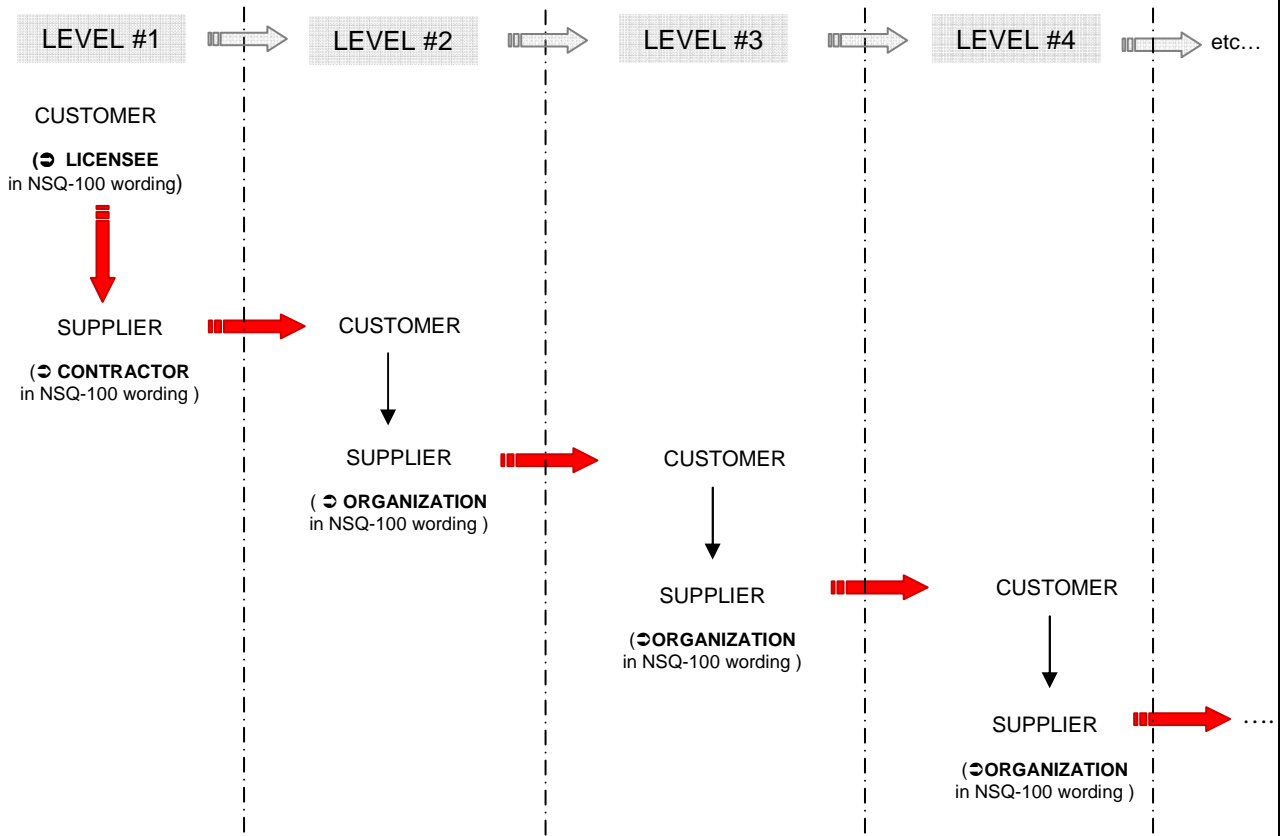 LEVEL #1
LEVEL #2
LEVEL #3
LEVEL #4
etc…
CUSTOMER
(➲ LICENSEE
in NSQ-100 wording)
SUPPLIER
(➲ CONTRACTOR
in NSQ-100 wording )
CUSTOMER
SUPPLIER
( ➲ ORGANIZATION
in NSQ-100 wording )
CUSTOMER
SUPPLIER
(➲ORGANIZATION
in NSQ-100 wording )
CUSTOMER
SUPPLIER
(➲ORGANIZATION
in NSQ-100 wording )
….